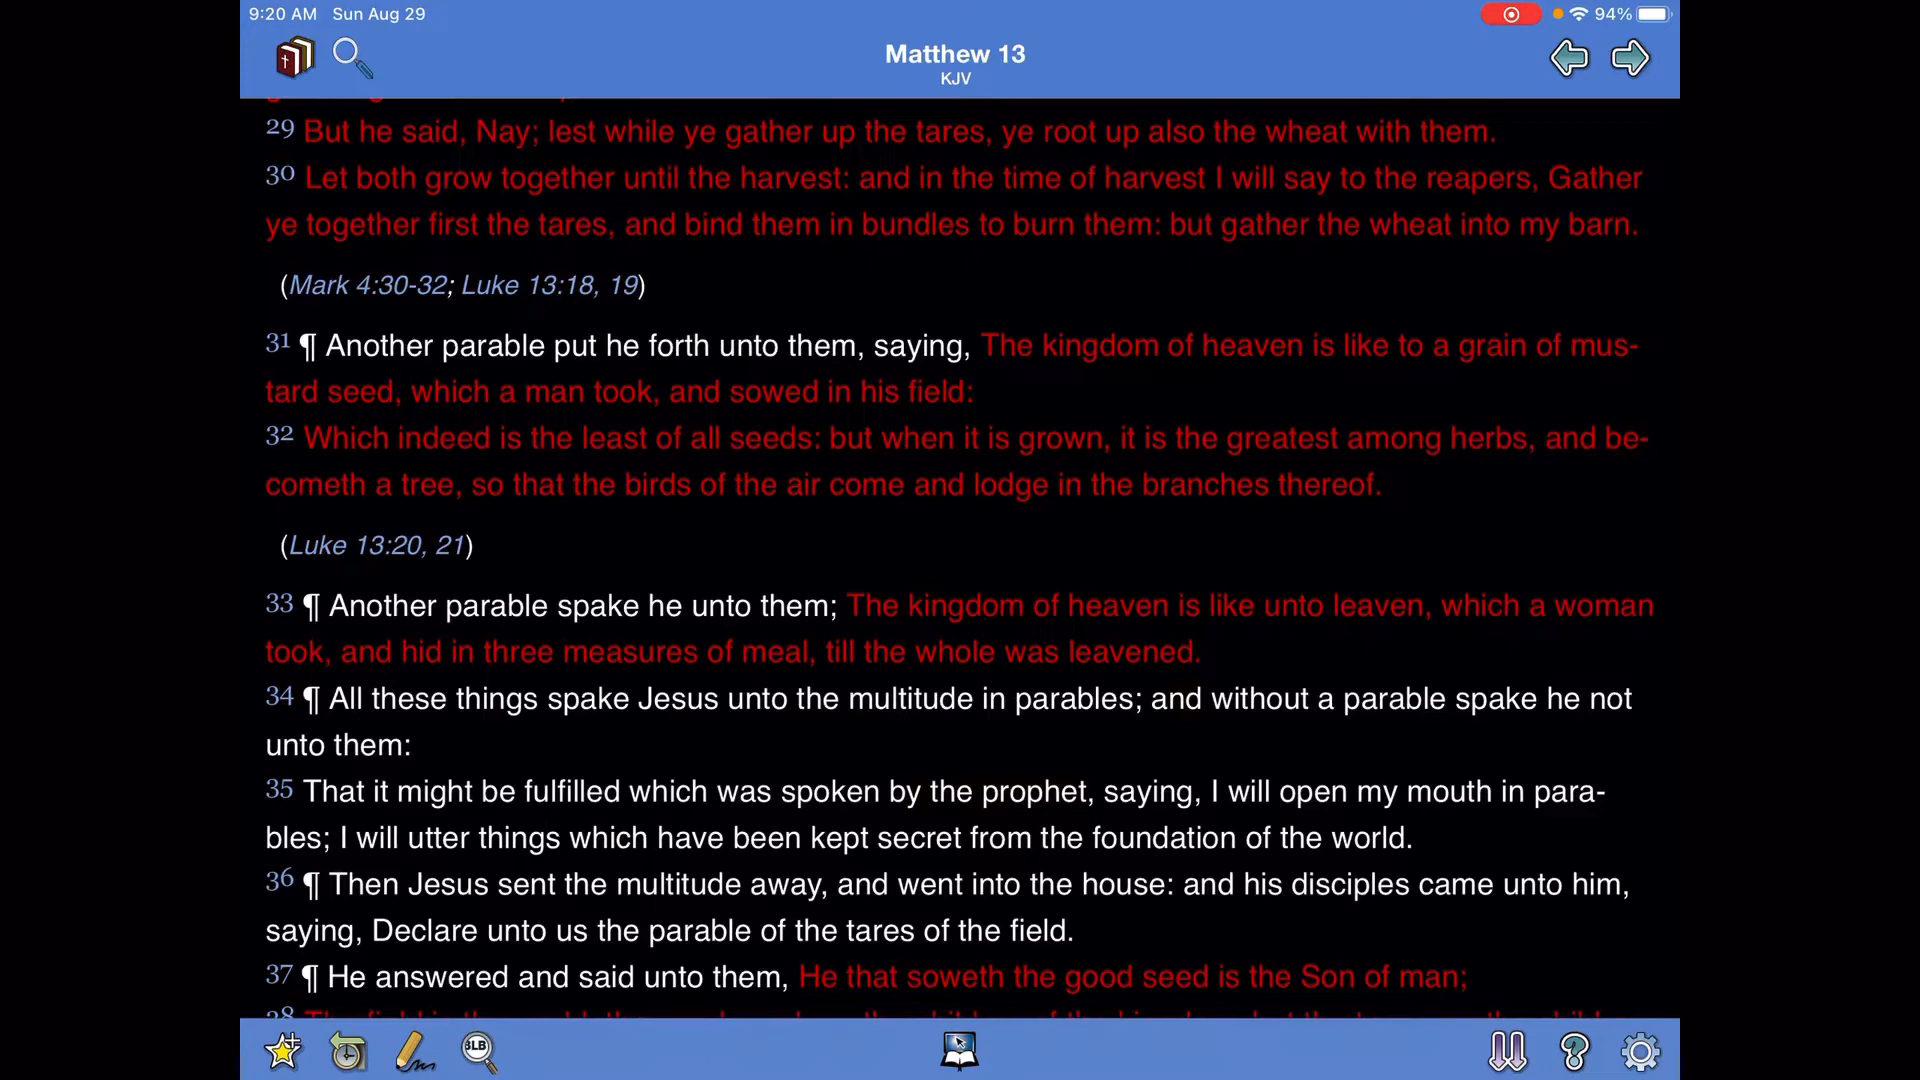 9:20 AM Sun Aug 29
94%
Matthew 13
KJV
29 But he said, Nay; lest while ye gather up the tares, ye root up also the wheat with them.
30 Let both grow together until the harvest: and in the time of harvest I will say to the reapers, Gather
ye together first the tares, and bind them in bundles to burn them: but gather the wheat into my barn.
(Mark 4:30-32; Luke 13:18, 19)
31 ¶ Another parable put he forth unto them, saying, The kingdom of heaven is like to a grain of mus-
tard seed, which a man took, and sowed in his field:
32 Which indeed is the least of all seeds: but when it is grown, it is the greatest among herbs, and be-
cometh a tree, so that the birds of the air come and lodge in the branches thereof.
(Luke 13:20, 21)
33 ¶ Another parable spake he unto them; The kingdom of heaven is like unto leaven, which a woman
took, and hid in three measures of meal, till the whole was leavened.
34 ¶ All these things spake Jesus unto the multitude in parables; and without a parable spake he not
unto them:
35 That it might be fulfilled which was spoken by the prophet, saying, I will open my mouth in para-
bles; I will utter things which have been kept secret from the foundation of the world.
36 ¶ Then Jesus sent the multitude away, and went into the house: and his disciples came unto him,
saying, Declare unto us the parable of the tares of the field.
37 ¶ He answered and said unto them, He that soweth the good seed is the Son of man;
38
BLB